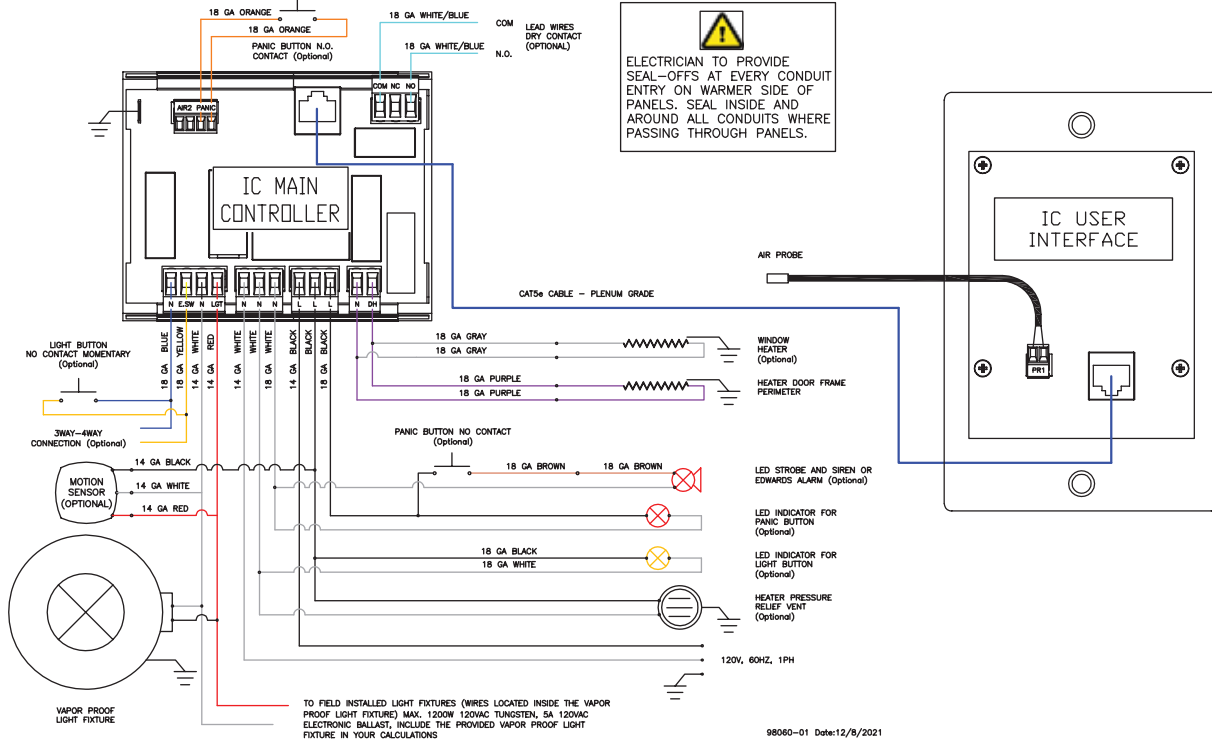 18 GA ORANGE
18 GA ORANGE
PANIC BUTTON N.O.
CONTACT (Optional)
18 GA WHITE/BLUE
COM
18 GA WHITE/BLUE
N.O.
LEAD WIRES
DRY CONTACT
(OPTIONAL)
ELECTRICIAN TO PROVIDE
SEAL-OFFS AT EVERY CONDUIT
ENTRY ON WARMER SIDE OF
PANELS. SEAL INSIDE AND
AROUND ALL CONDUITS WHERE
PASSING THROUGH PANELS.
AIR2 PANIC
COM NC NO
IC MAIN
CONTROLLER
IC USER
INTERFACE
AIR PROBE
PR1
CAT5e CABLE - PLENUM GRADE
N E.SW N LGT
N N N
L L L
N DH
18 GA BLUE
18 GA YELLOW
14 GA WHITE
14 GA RED
14 GA WHITE
WHITE
18 GA WHITE
14 GA BLACK
BLACK
18 GA BLACK
LIGHT BUTTON
NO CONTACT MOMENTARY
(Optional)
3WAY-4WAY
CONNECTION (Optional)
18 GA GRAY
18 GA GRAY
WINDOW
HEATER
(Optional)
18 GA PURPLE
18 GA PURPLE
HEATER DOOR FRAME
PERIMETER
PANIC BUTTON NO CONTACT
(Optional)
18 GA BROWN
18 GA BROWN
LED STROBE AND SIREN OR
EDWARDS ALARM (Optional)
14 GA BLACK
14 GA WHITE
14 GA RED
MOTION
SENSOR
(OPTIONAL)
LED INDICATOR FOR
PANIC BUTTON
(Optional)
18 GA BLACK
18 GA WHITE
LED INDICATOR FOR
LIGHT BUTTON
(Optional)
HEATER PRESSURE
RELIEF VENT
(Optional)
120V, 60HZ, 1PH
VAPOR PROOF
LIGHT FIXTURE
TO FIELD INSTALLED LIGHT FIXTURES (WIRES LOCATED INSIDE THE VAPOR
PROOF LIGHT FIXTURE) MAX. 1200W 120VAC TUNGSTEN, 5A 120VAC
ELECTRONIC BALLAST, INCLUDE THE PROVIDED VAPOR PROOF LIGHT
FIXTURE IN YOUR CALCULATIONS
98060-01 Date:12/8/2021